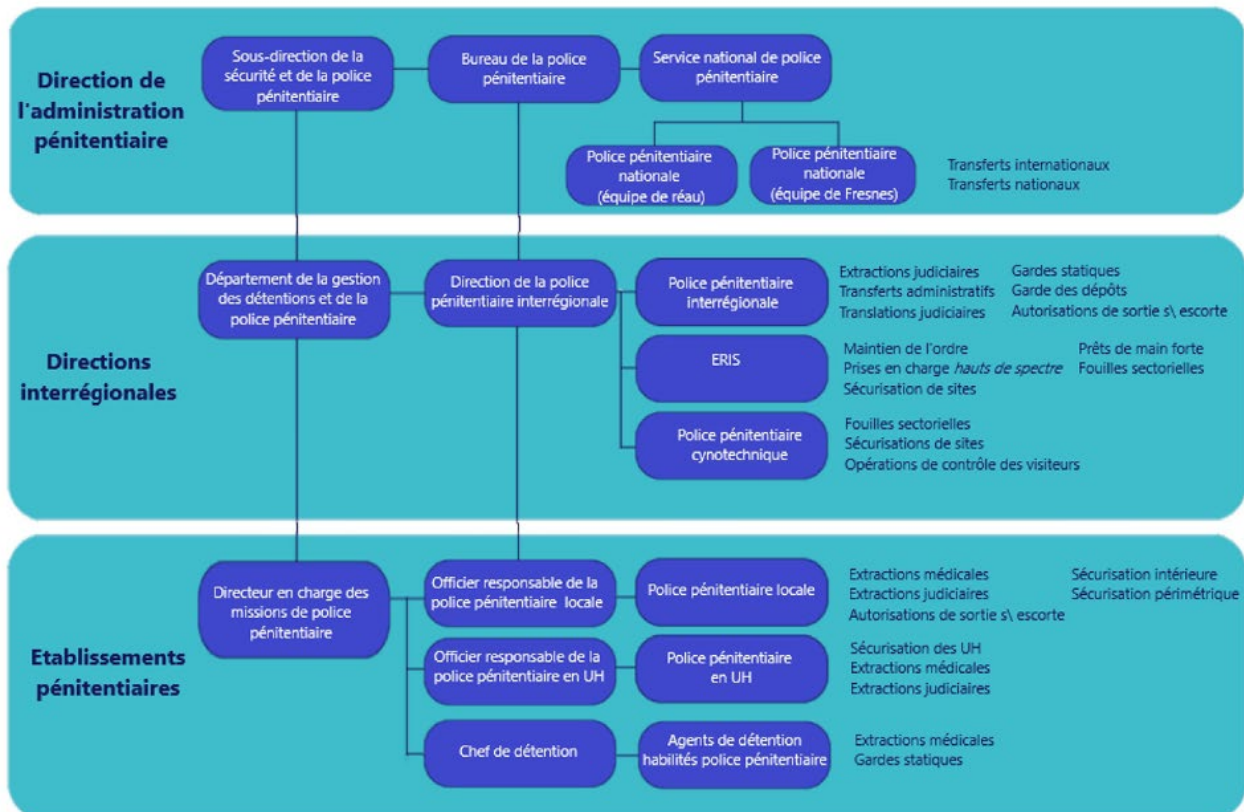 Direction de
l'administration
pénitentiaire
Sous-direction de la
sécurité et de la police
pénitentiaire
Bureau de la police
pénitentiaire
Service national de police
pénitentiaire
Police pénitentiaire
nationale
(équipe de réau)
Police pénitentiaire
nationale
(équipe de Fresnes)
Transferts internationaux
Transferts nationaux
Directions
interrégionales
Département de la gestion
des détentions et de la
police pénitentiaire
Direction de la police
pénitentiaire interrégionale
Police pénitentiaire
interrégionale
Extractions judiciaires
Transferts administratifs
Translations judiciaires
Gardes statiques
Garde des dépôts
Autorisations de sortie s\ escorte
ERIS
Maintien de l'ordre
Prises en charge hauts de spectre
Sécurisation de sites
Prêts de main forte
Fouilles sectorielles
Police pénitentiaire
cynotechnique
Fouilles sectorielles
Sécurisations de sites
Opérations de contrôle des visiteurs
Etablissements
pénitentiaires
Directeur en charge des
missions de police
pénitentiaire
Officier responsable de la
police pénitentiaire locale
Police pénitentiaire locale
Extractions médicales
Extractions judiciaires
Autorisations de sortie s\ escorte
Sécurisation intérieure
Sécurisation périmétrique
Officier responsable de la
police pénitentiaire en UH
Police pénitentiaire
en UH
Sécurisation des UH
Extractions médicales
Extractions judiciaires
Chef de détention
Agents de détention
habilités police pénitentiaire
Extractions médicales
Gardes statiques